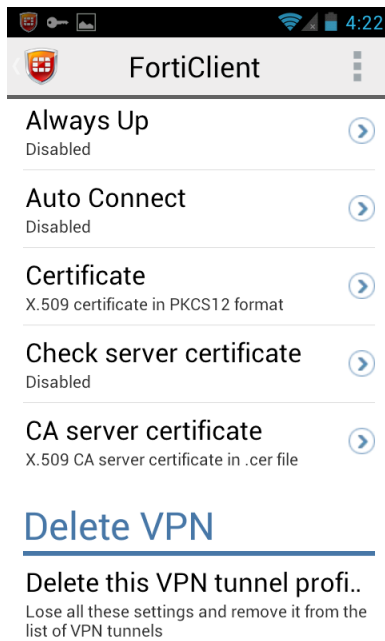 4:22
FortiClient
Always Up
Disabled
Auto Connect
Disabled
Certificate
X.509 certificate in PKCS12 format
Check server certificate
Disabled
CA server certificate
X.509 CA server certificate in .cer file
Delete VPN
Delete this VPN tunnel profi..
Lose all these settings and remove it from the
list of VPN tunnels